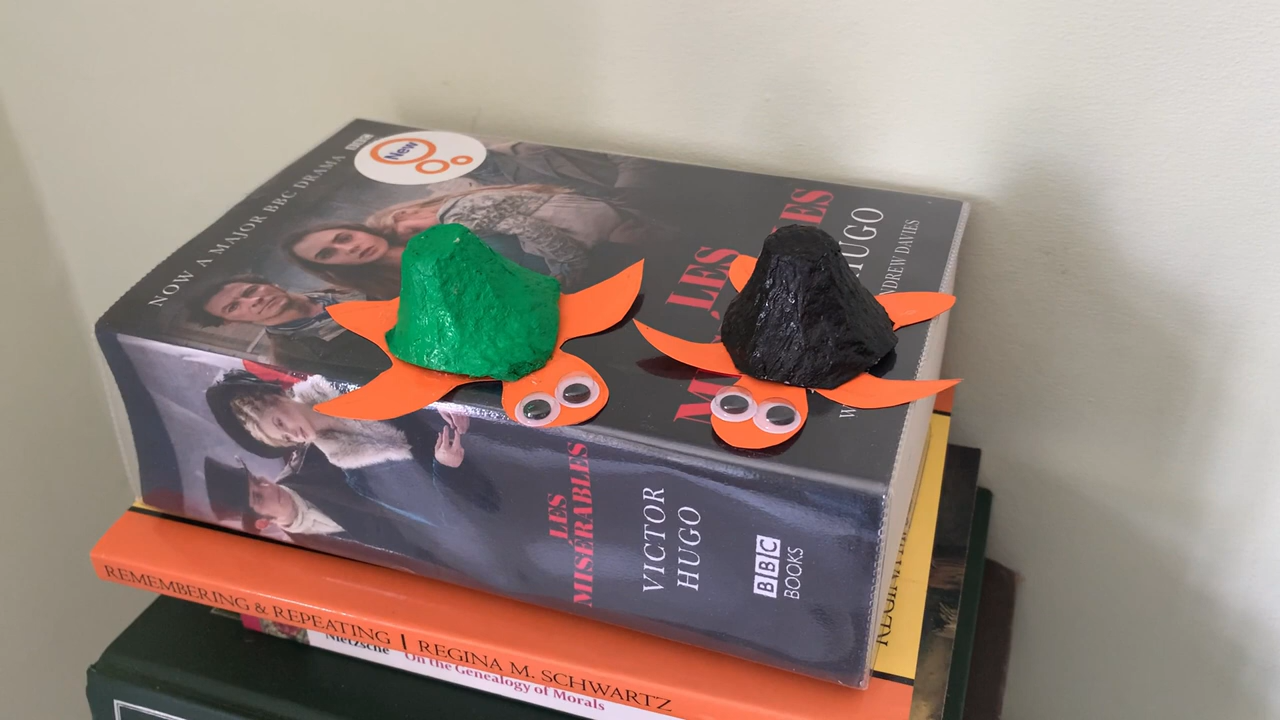 NOW A MAJOR BBC DRAMA
New
LES
HUGO
ANDREW DAVIES
LES
MISÉRABLES
VICTOR
HUGO
BBC
BOOKS
REMEMBERING & REPEATING | REGINA M. SCHWARTZ
Nietzsche On the Genealogy of Morals
REGINA M.